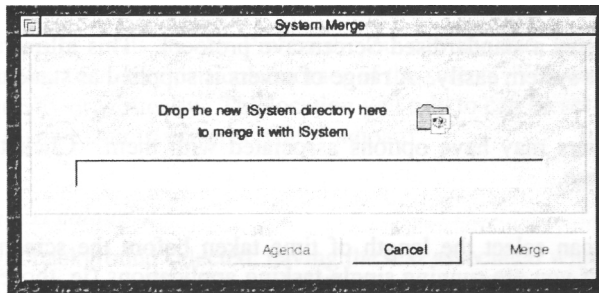 System Merge
Drop the new !System directory here
to merge it with !System
Agenda
Cancel
Merge